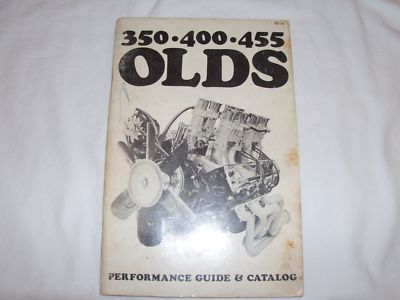 350•400•455
OLDS
PERFORMANCE GUIDE & CATALOG